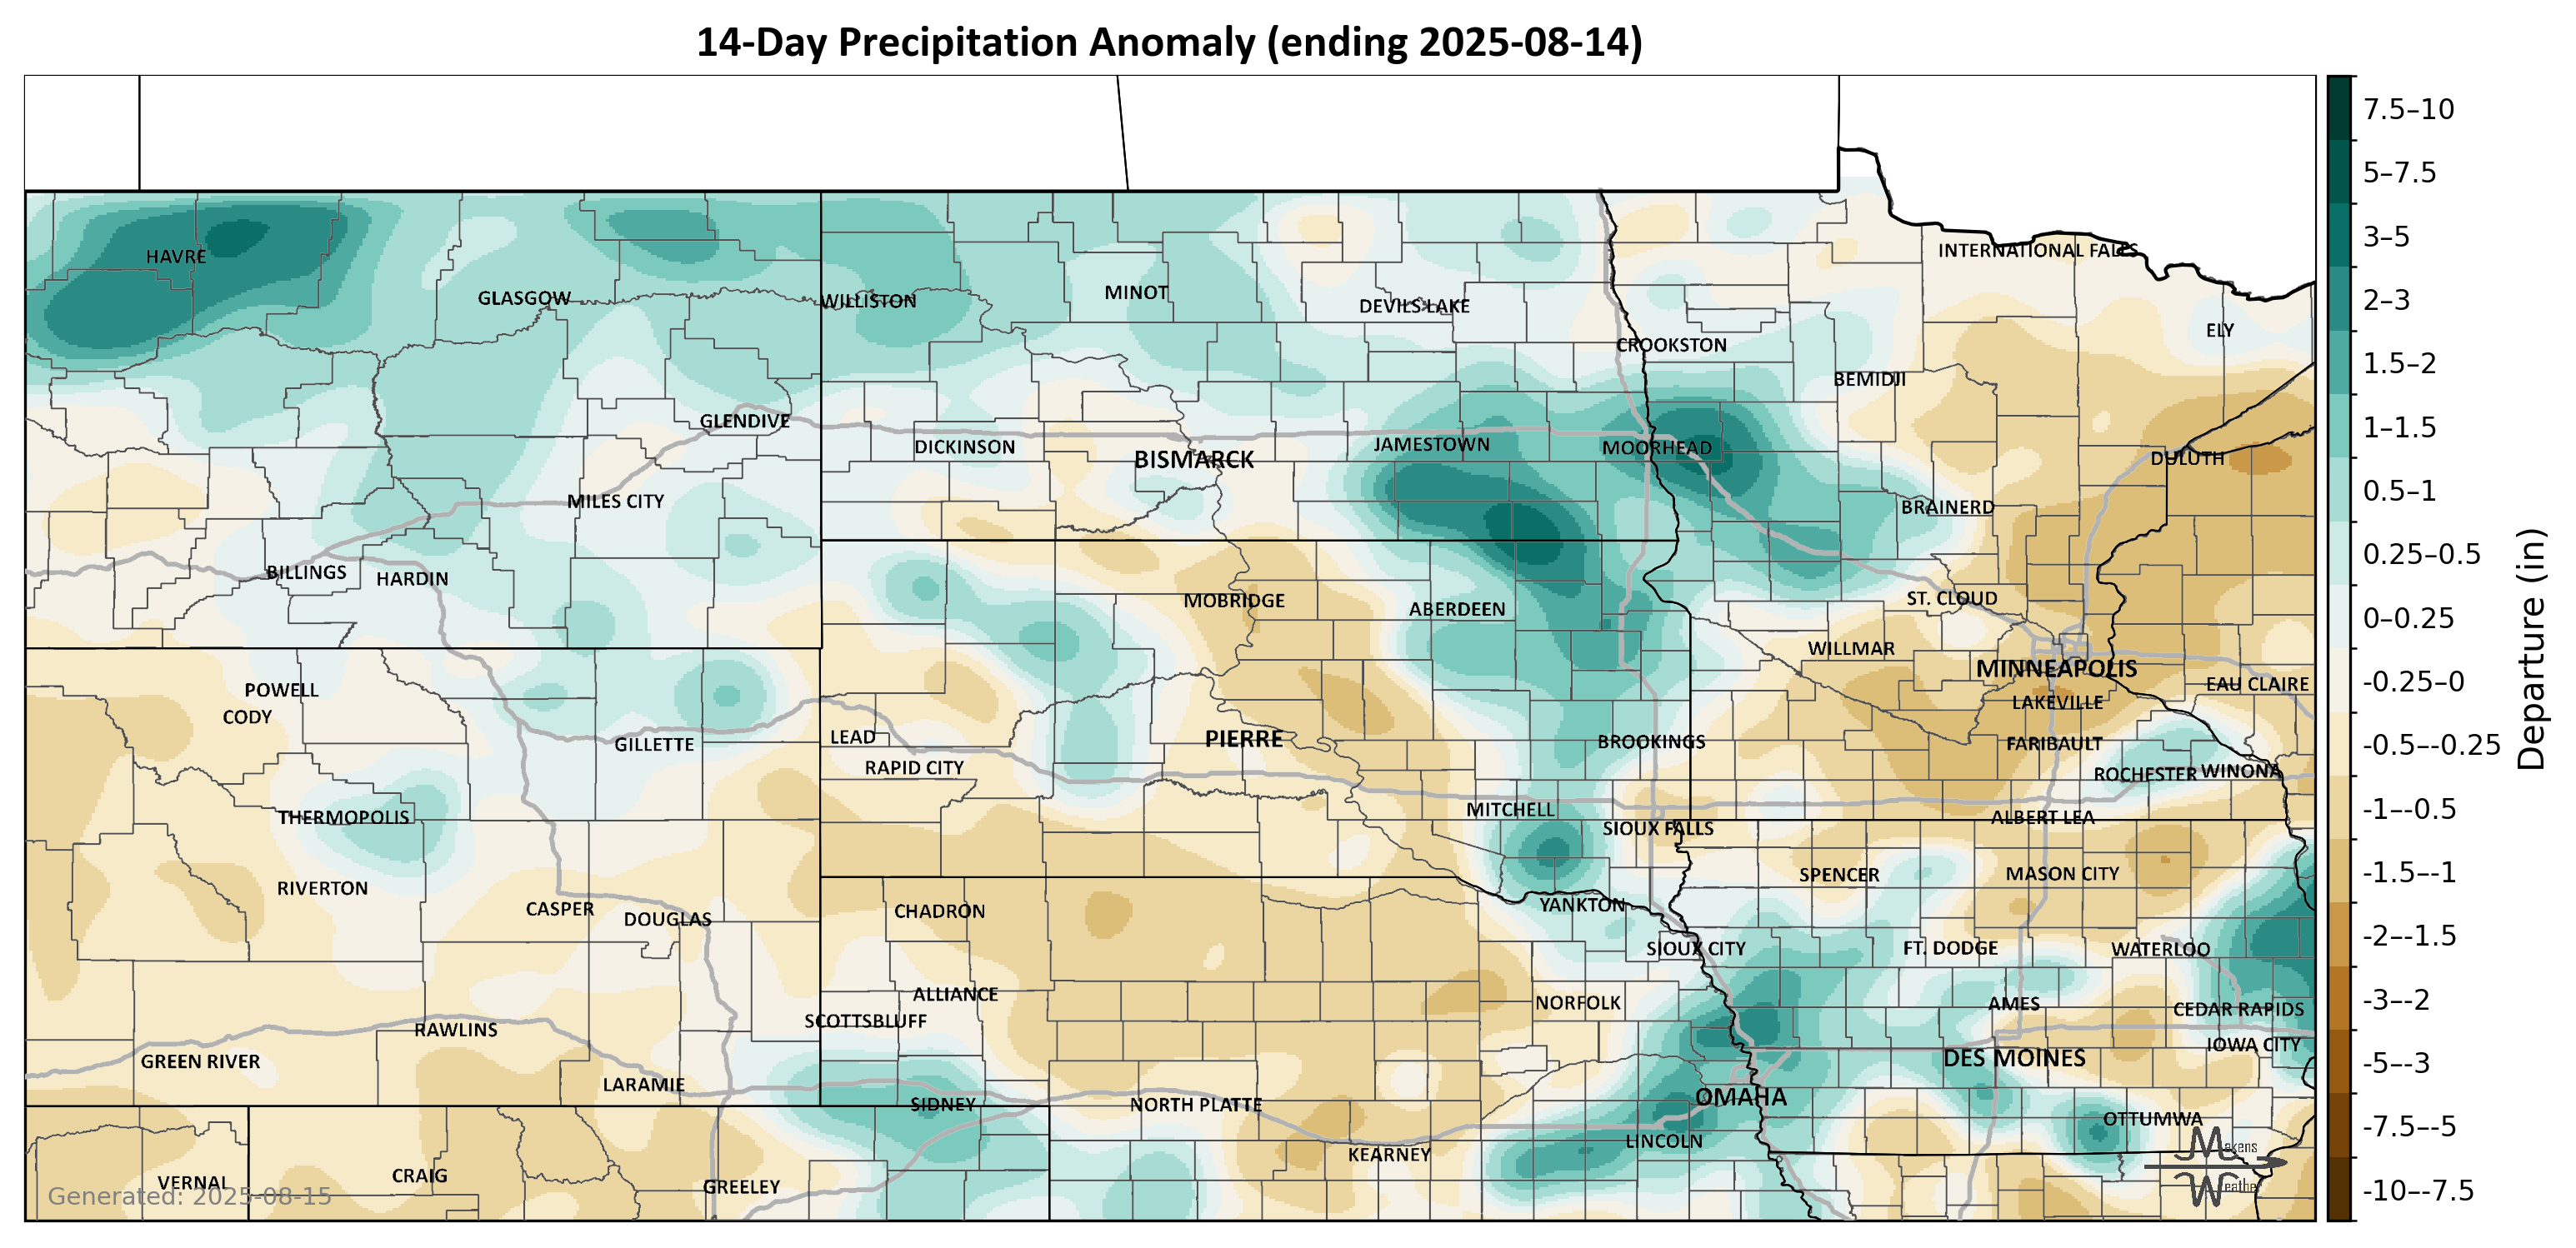 14-Day Precipitation Anomaly (ending 2025-08-14)
HAVRE
GLASGOW
WILLISTON
MINOT
DEVILS LAKE
INTERNATIONAL FALLS
ELY
CROOKSTON
BEMIDJI
GLENDIVE
DICKINSON
BISMARCK
JAMESTOWN
MOORHEAD
DULUTH
MILES CITY
BRAINERD
BILLINGS
HARDIN
MOBRIDGE
ABERDEEN
ST. CLOUD
WILLMAR
MINNEAPOLIS
EAU CLAIRE
POWELL
CODY
LAKEVILLE
GILLETTE
LEAD
PIERRE
BROOKINGS
FARIBAULT
RAPID CITY
ROCHESTER
WINONA
THERMOPOLIS
MITCHELL
ALBERT LEA
SIOUX FALLS
RIVERTON
SPENCER
MASON CITY
CASPER
DOUGLAS
CHADRON
YANKTON
SIOUX CITY
FT. DODGE
WATERLOO
ALLIANCE
NORFOLK
AMES
CEDAR RAPIDS
SCOTTSBLUFF
RAWLINS
IOWA CITY
GREEN RIVER
DES MOINES
LARAMIE
SIDNEY
NORTH PLATTE
OMAHA
OTTUMWA
LINCOLN
KEARNEY
VERNAL
CRAIG
GREELEY
Generated: 2025-08-15
Makens
Weather
7.5–10
5–7.5
3–5
2–3
1.5–2
1–1.5
0.5–1
0.25–0.5
0–0.25
-0.25–0
-0.5–-0.25
-1–-0.5
-1.5–-1
-2–-1.5
-3–-2
-5–-3
-7.5–-5
-10–-7.5
Departure (in)